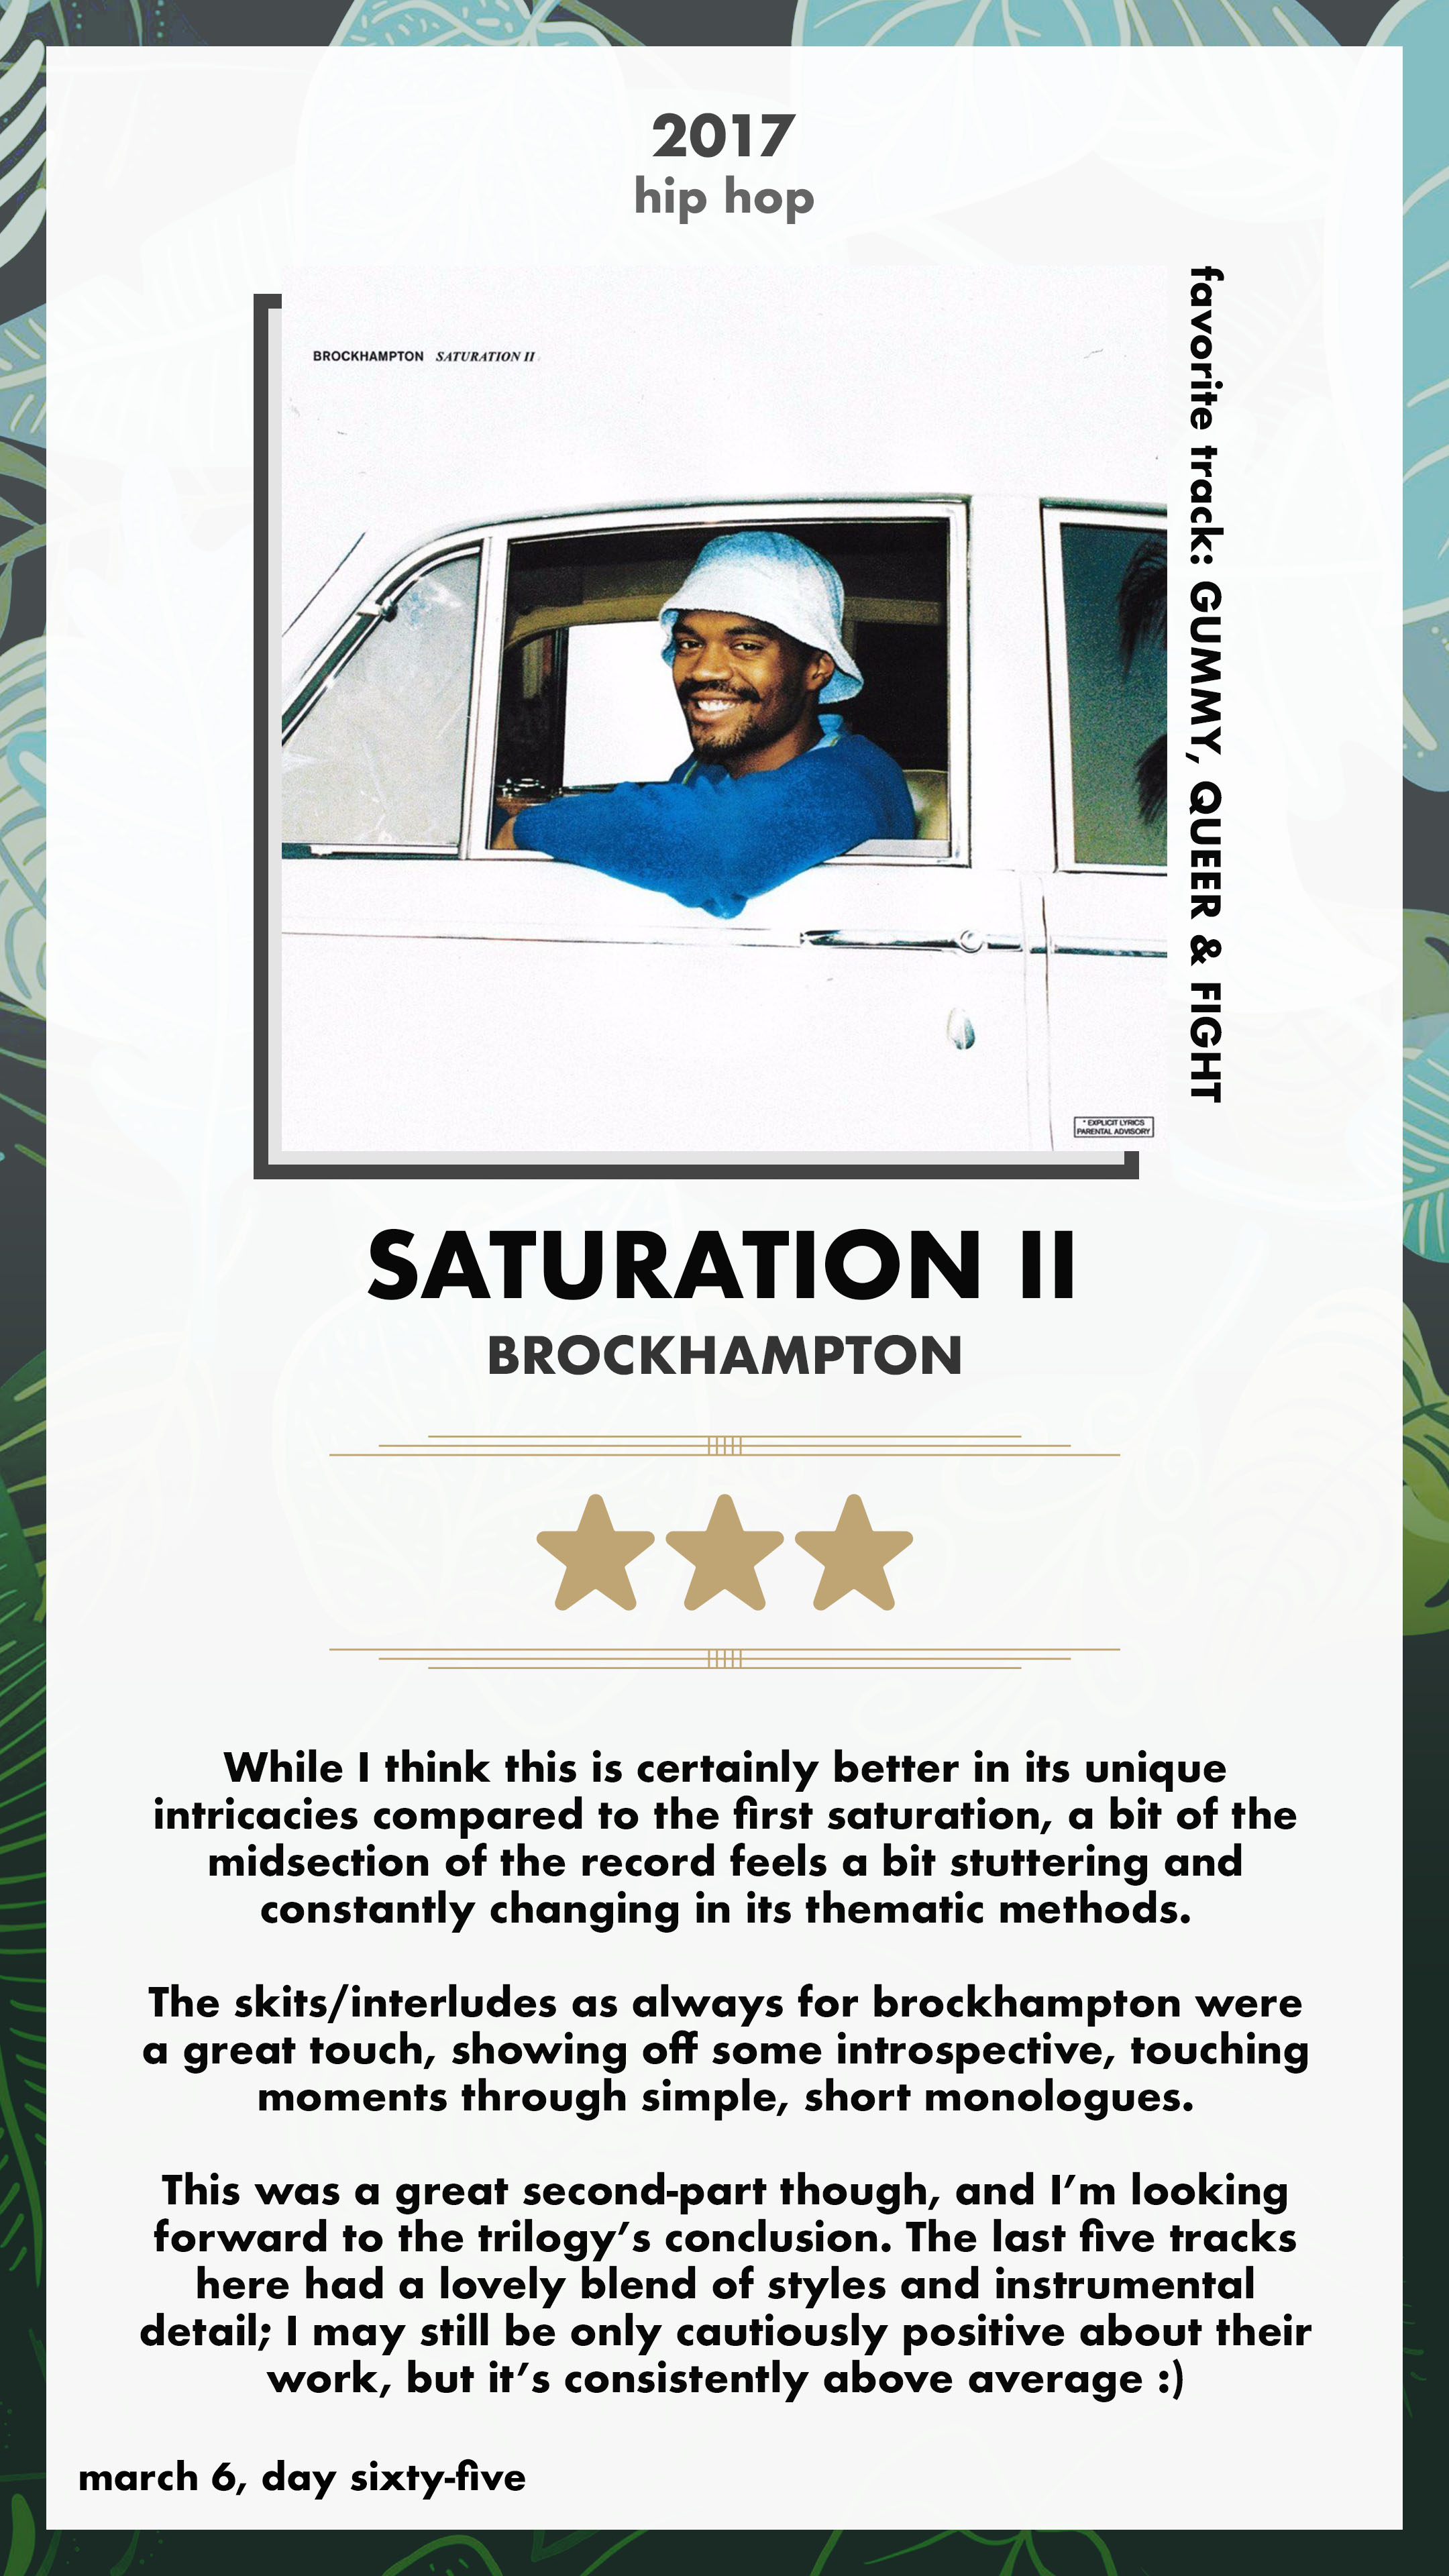 2017
hip hop
BROCKHAMPTON SATURATION II
favorite track: GUMMY, QUEER & FIGHT
* EXPLICIT LYRICS
PARENTAL ADVISORY
SATURATION II
BROCKHAMPTON
While I think this is certainly better in its unique
intricacies compared to the first saturation, a bit of the
midsection of the record feels a bit stuttering and
constantly changing in its thematic methods.
The skits/interludes as always for brockhampton were
a great touch, showing off some introspective, touching
moments through simple, short monologues.
This was a great second-part though, and I’m looking
forward to the trilogy’s conclusion. The last five tracks
here had a lovely blend of styles and instrumental
detail; I may still be only cautiously positive about their
work, but it’s consistently above average :)
march 6, day sixty-five